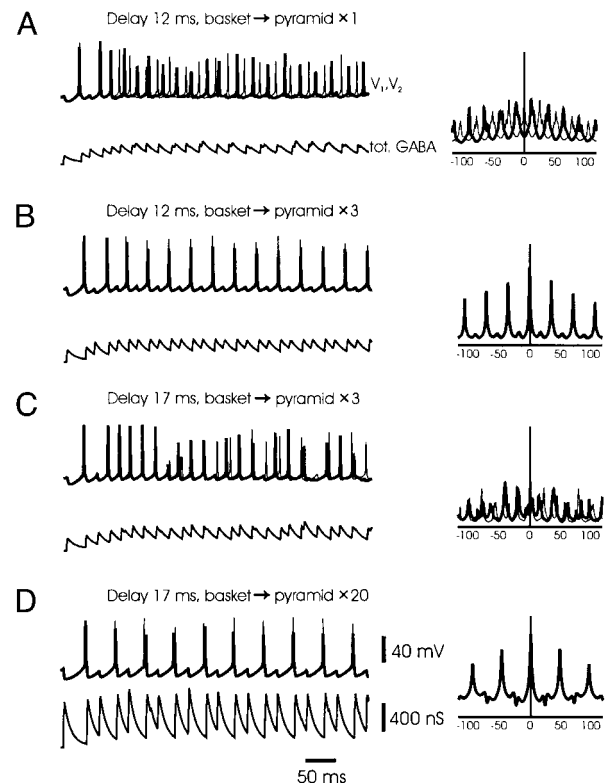 A
Delay 12 ms, basket → pyramid ×1
V₁,V₂
tot. GABA
-100 -50 0 50 100
B
Delay 12 ms, basket → pyramid ×3
-100 -50 0 50 100
C
Delay 17 ms, basket → pyramid ×3
-100 -50 0 50 100
D
Delay 17 ms, basket → pyramid ×20
40 mV
400 nS
-100 -50 0 50 100
50 ms